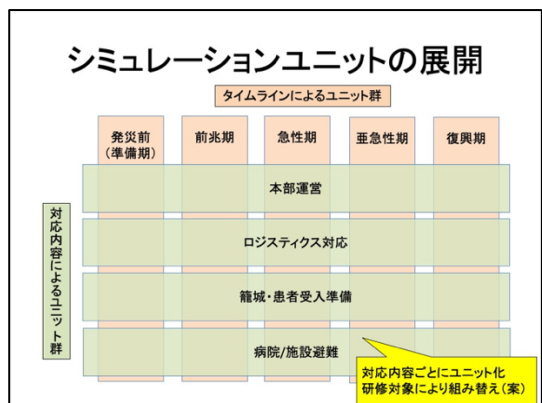 シミュレーションユニットの展開
タイムラインによるユニット群
発災前
(準備期)
前兆期
急性期
亜急性期
復興期
対応内容によるユニット群
本部運営
ロジスティクス対応
籠城・患者受入準備
病院/施設避難
対応内容ごとにユニット化
研修対象により組み替え(案)